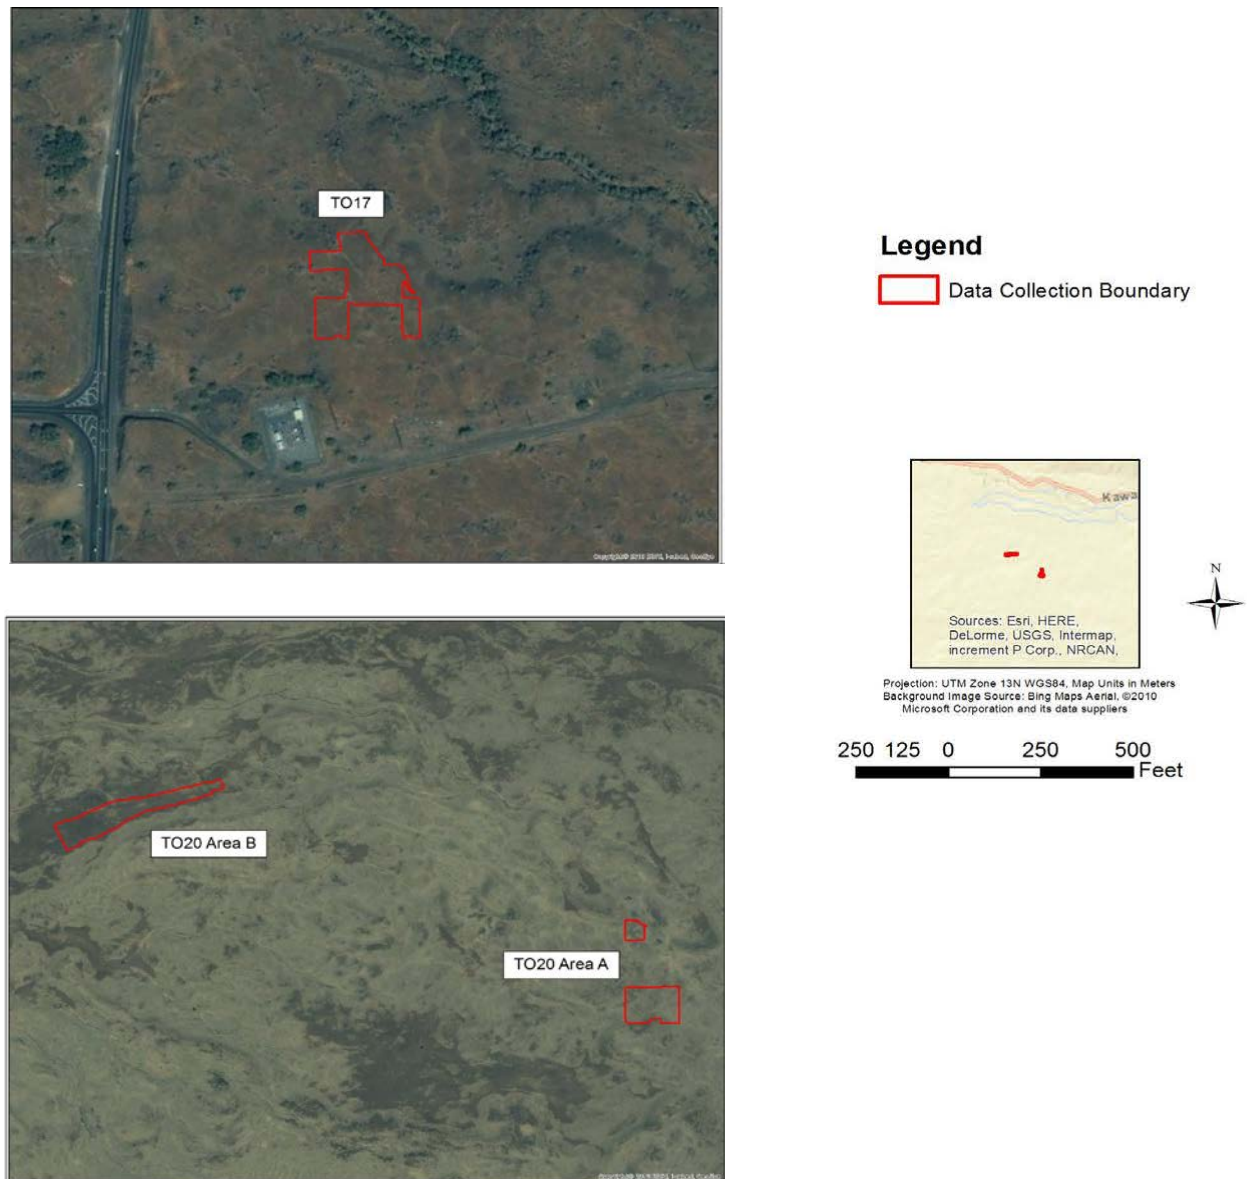 TO17
TO20 Area B
TO20 Area A
Legend
Data Collection Boundary
Kawa
Sources: Esri, HERE,
DeLorme, USGS, Intermap,
increment P Corp., NRCAN,
N
Projection: UTM Zone 13N WGS84, Map Units in Meters
Background Image Source: Bing Maps Aerial, ©2010
Microsoft Corporation and its data suppliers
250 125 0 250 500
Feet